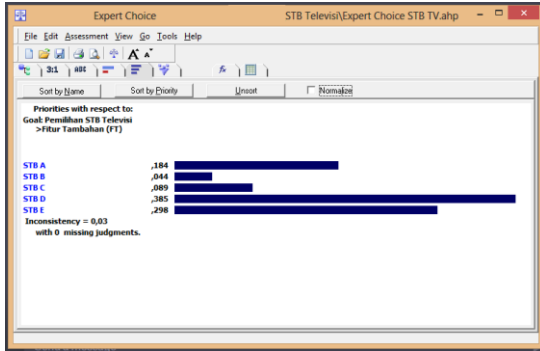 Expert Choice STB Televisi\Expert Choice STB TV.ahp
File Edit Assessment View Go Tools Help
3:1 ABC
Sort by Name Sort by Priority Unsort Normalize
Priorities with respect to:
Goal: Pemilihan STB Televisi
>Fitur Tambahan (FT)
STB A ,184
STB B ,044
STB C ,089
STB D ,385
STB E ,298
Inconsistency = 0,03
with 0 missing judgments.